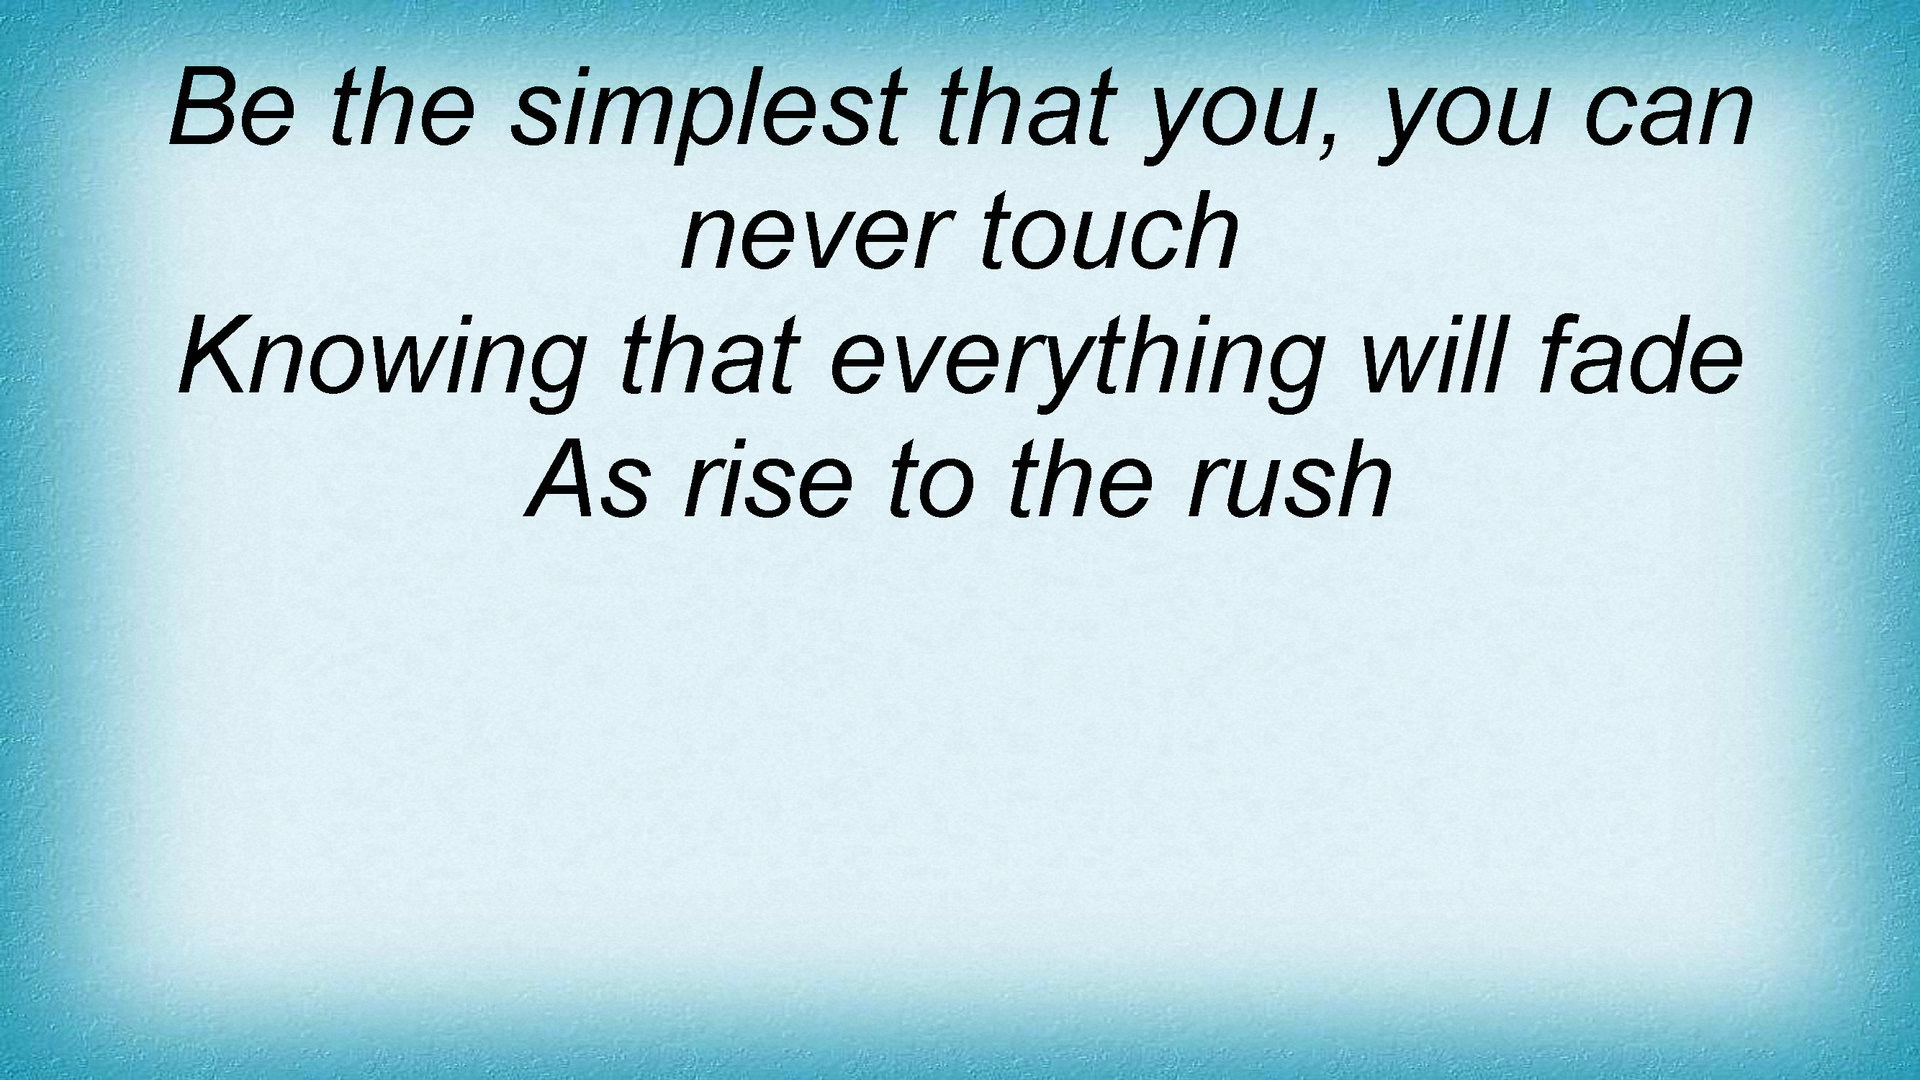 Be the simplest that you, you can
never touch
Knowing that everything will fade
As rise to the rush